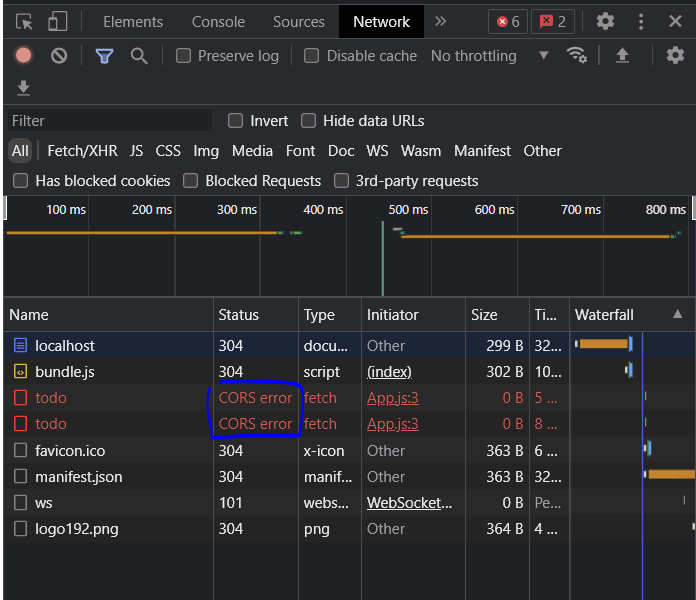 Elements Console Sources Network » 6 2
Preserve log Disable cache No throttling
Filter Invert Hide data URLs
All Fetch/XHR JS CSS Img Media Font Doc WS Wasm Manifest Other
Has blocked cookies Blocked Requests 3rd-party requests
100 ms 200 ms 300 ms 400 ms 500 ms 600 ms 700 ms 800 ms
Name Status Type Initiator Size Ti... Waterfall
localhost 304 docu... Other 299 B 32...
bundle.js 304 script (index) 302 B 10...
todo CORS error fetch App.js:3 0 B 5 ...
todo CORS error fetch App.js:3 0 B 8 ...
favicon.ico 304 x-icon Other 363 B 6 ...
manifest.json 304 manif... Other 363 B 32...
ws 101 webs... WebSocket... 0 B Pe...
logo192.png 304 png Other 364 B 4 ...